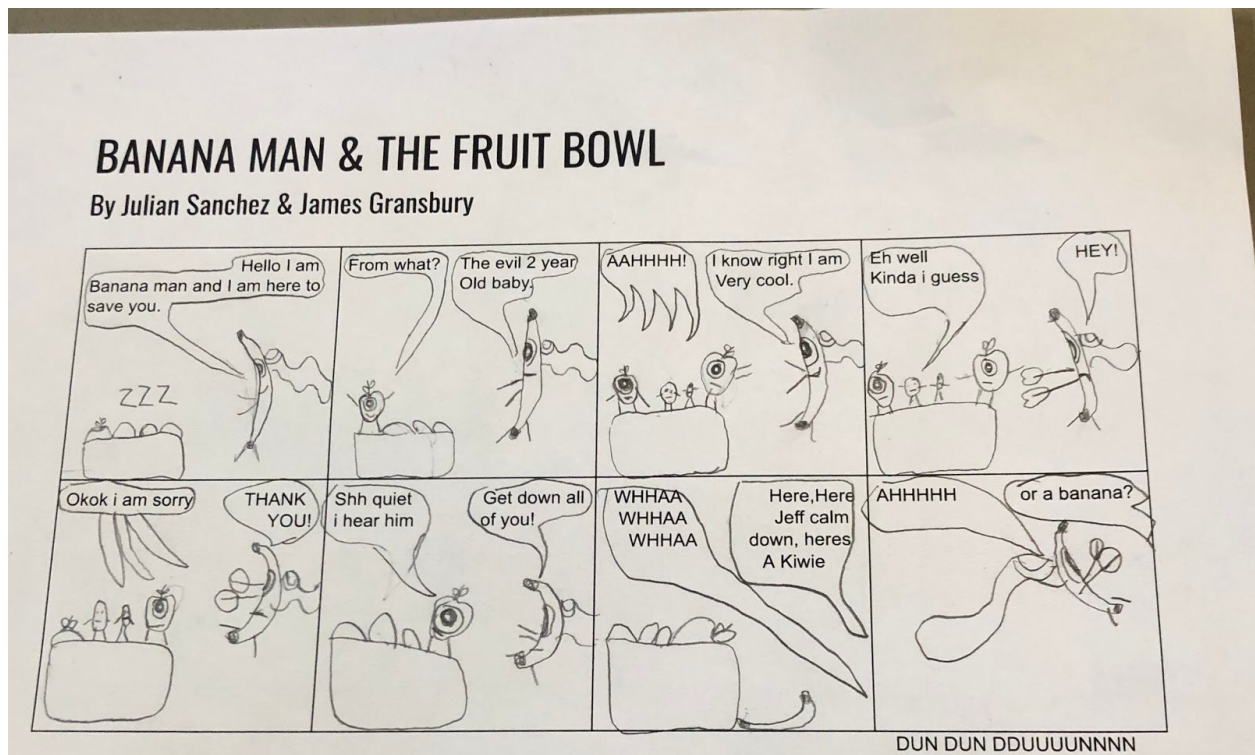 BANANA MAN & THE FRUIT BOWL
By Julian Sanchez & James Gransbury
Hello I am
Banana man and I am here to
save you.
ZZZ
From what?
The evil 2 year
Old baby.
AAHHHH!
I know right I am
Very cool.
Eh well
Kinda i guess
HEY!
Okok i am sorry
THANK
YOU!
Shh quiet
i hear him
Get down all
of you!
WHHAA
WHHAA
WHHAA
Here,Here
Jeff calm
down, heres
A Kiwie
AHHHHH
or a banana?
DUN DUN DDUUUUNNNN